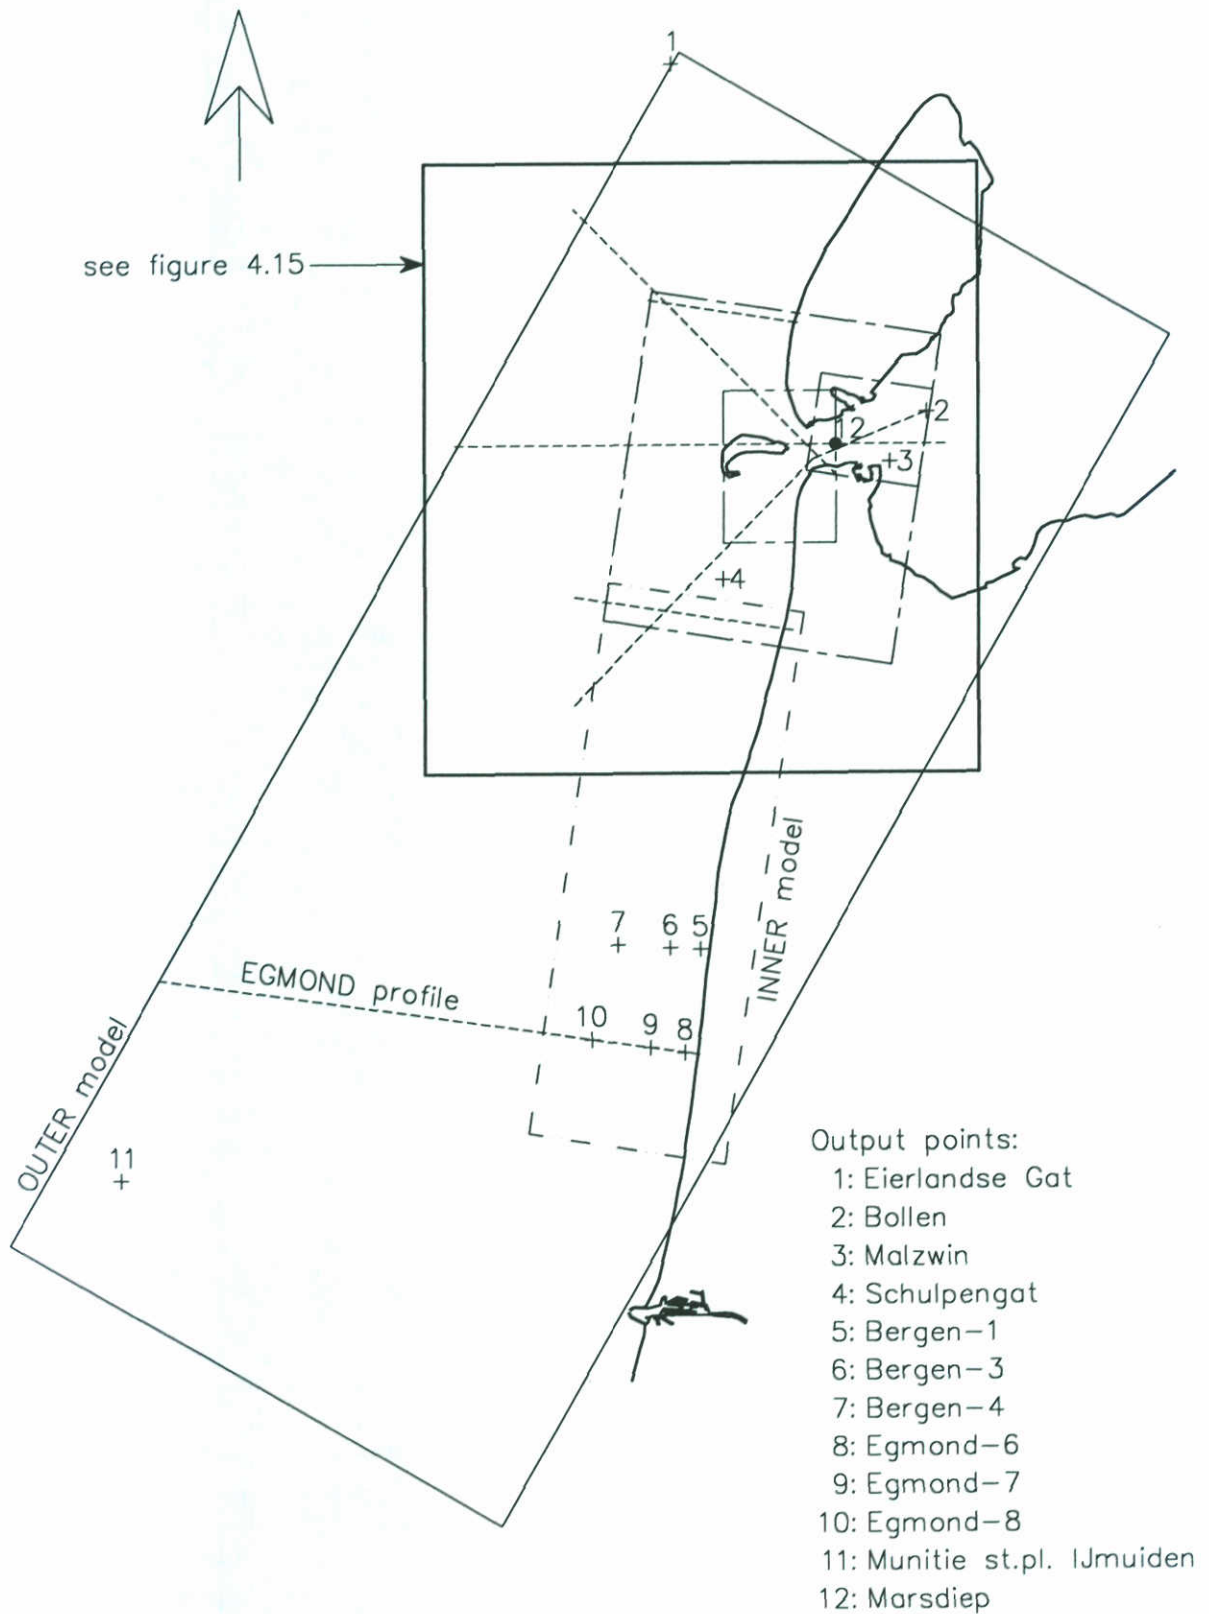 1
see figure 4.15
2
12
3
4
INNER model
7 6 5
EGMOND profile
10 9 8
OUTER model
11
Output points:
1: Eierlandse Gat
2: Bollen
3: Malzwin
4: Schulpengat
5: Bergen-1
6: Bergen-3
7: Bergen-4
8: Egmond-6
9: Egmond-7
10: Egmond-8
11: Munitie st.pl. IJmuiden
12: Marsdiep